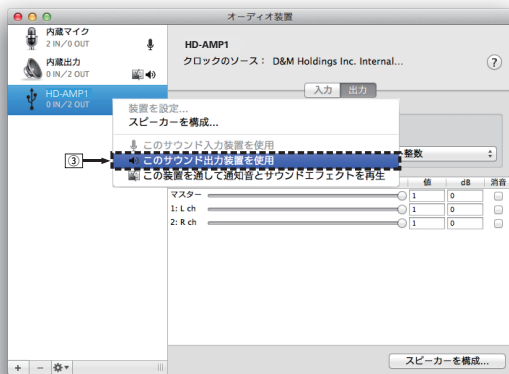 オーディオ装置
内蔵マイク
2 IN/0 OUT
内蔵出力
0 IN/2 OUT
HD-AMP1
0 IN/2 OUT
HD-AMP1
クロックのソース： D&M Holdings Inc. Internal...
?
入力 出力
装置を設定...
スピーカーを構成...
このサウンド入力装置を使用
③ このサウンド出力装置を使用
この装置を通して通知音とサウンドエフェクトを再生
整数
値 dB 消音
マスター 1 0
1: L ch 1 0
2: R ch 1 0
スピーカーを構成...